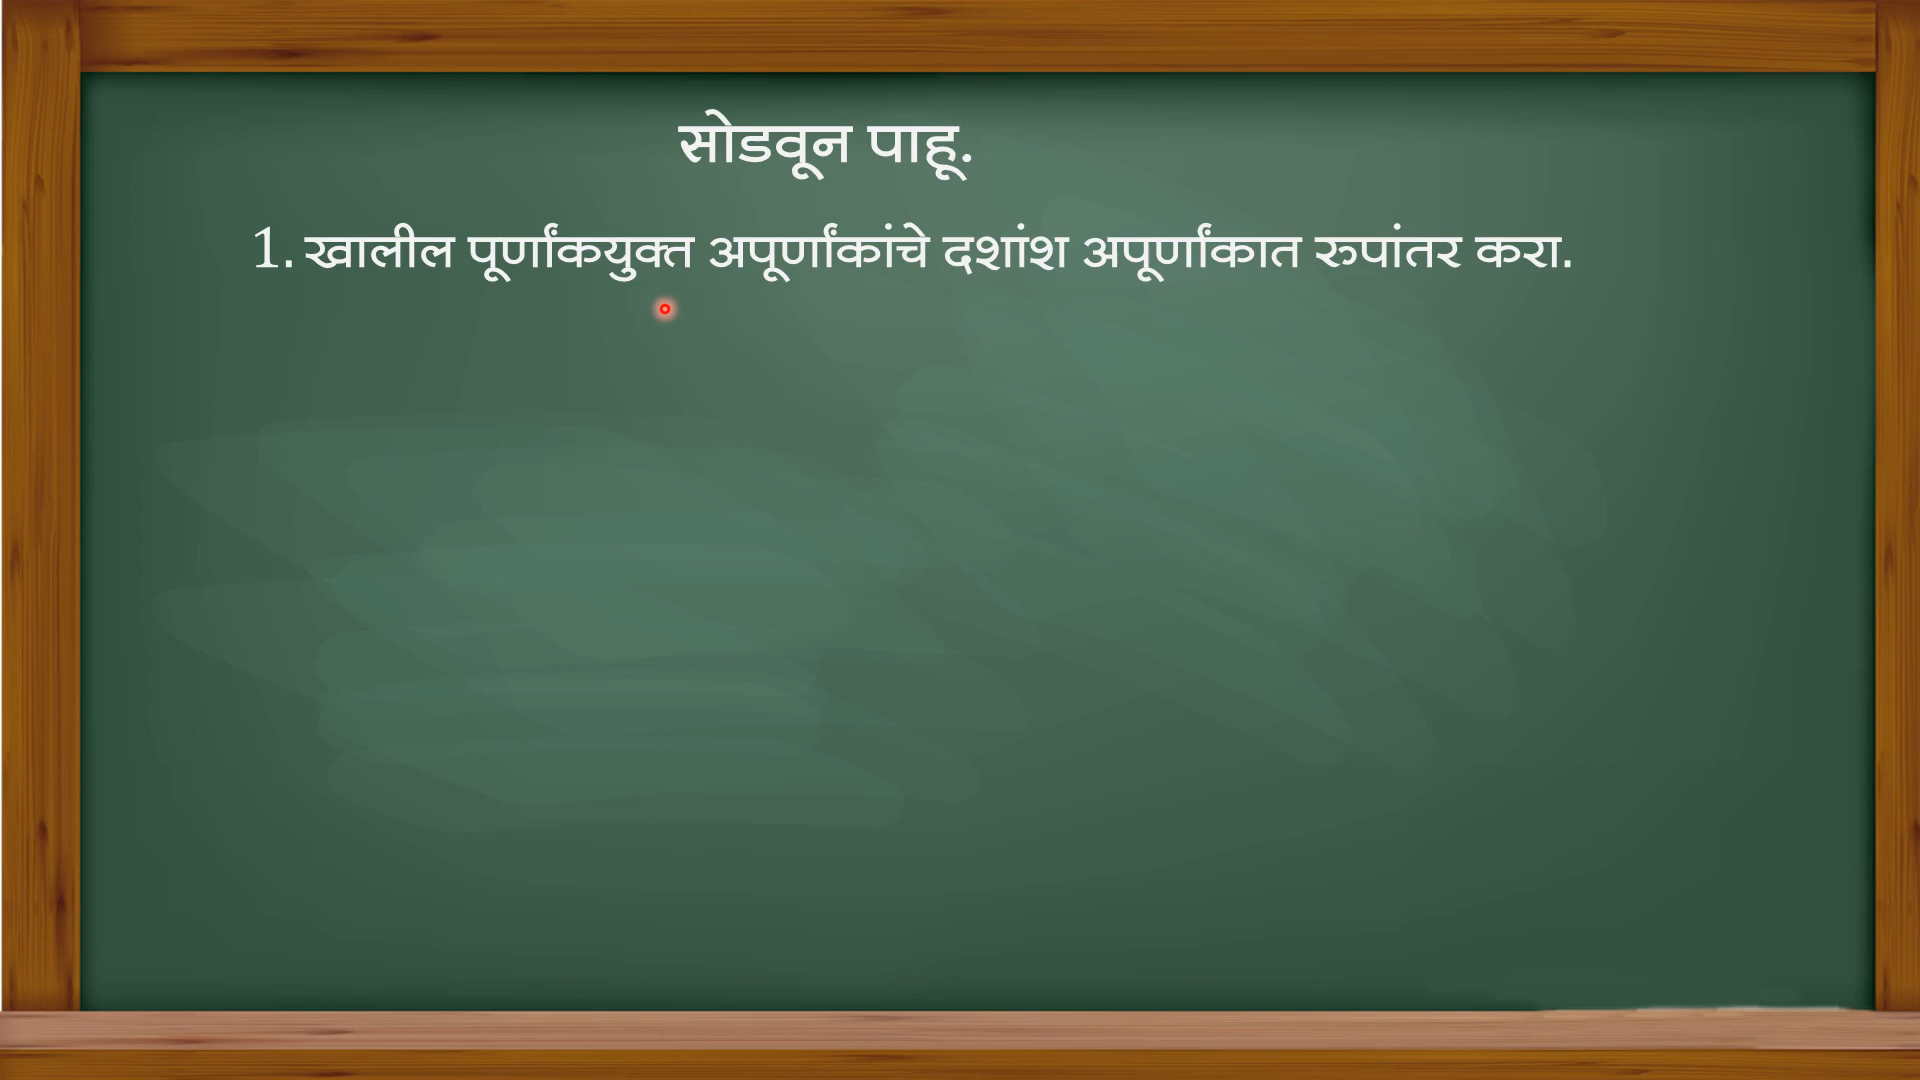 सोडवून पाहू.
1. खालील पूर्णांकयुक्त अपूर्णांकांचे दशांश अपूर्णांकात रुपांतर करा.